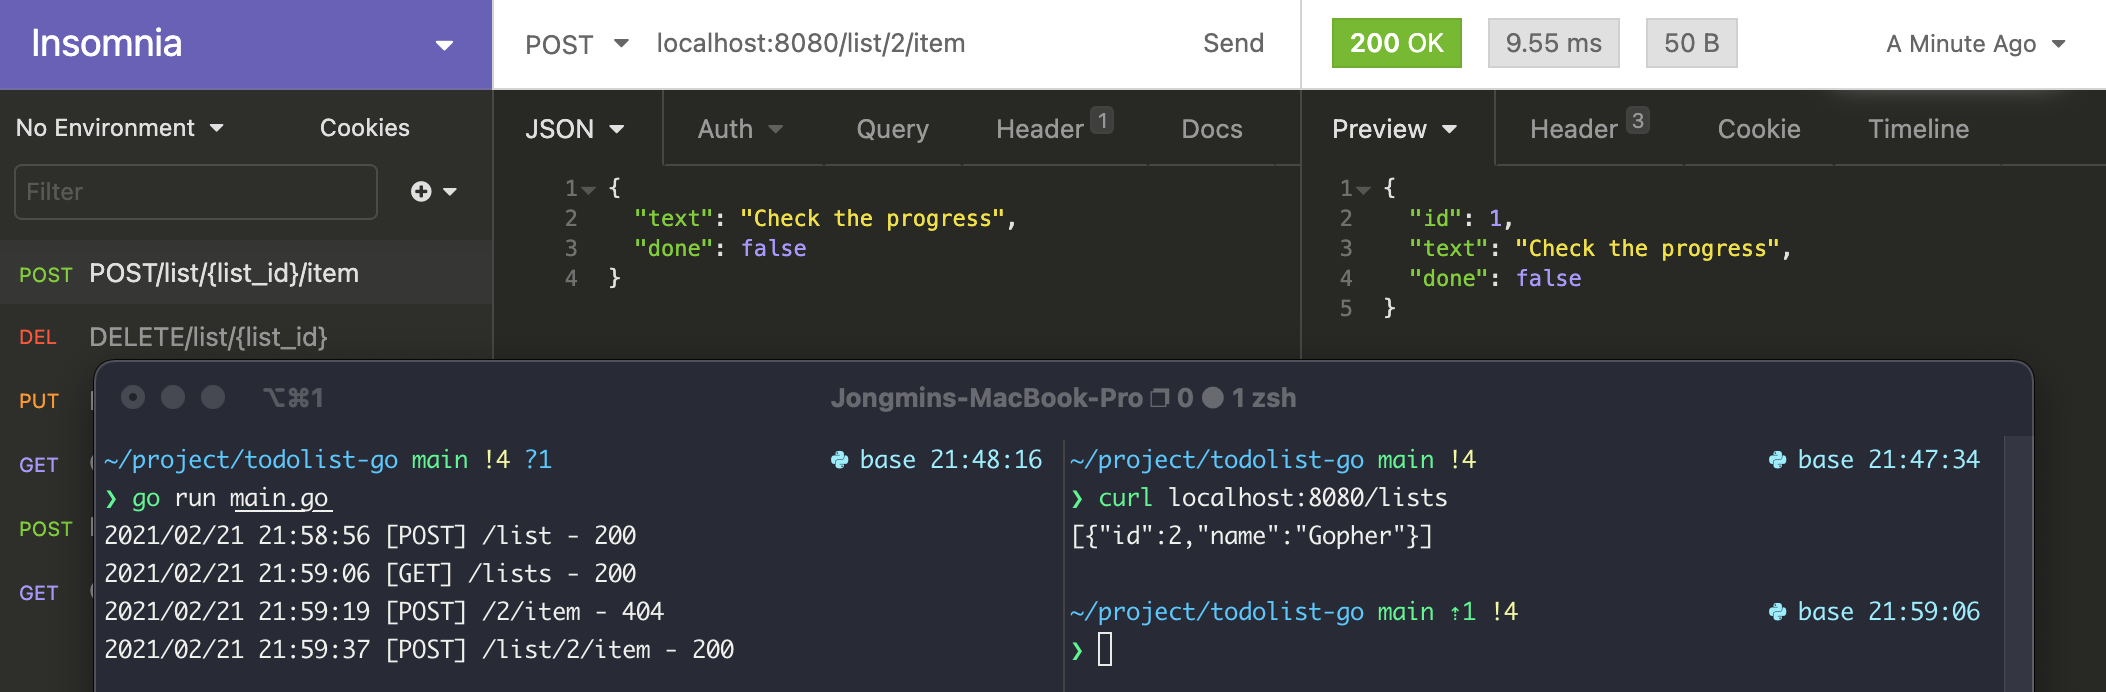 Insomnia
POST localhost:8080/list/2/item Send
200 OK 9.55 ms 50 B A Minute Ago
No Environment Cookies
Filter
POST POST/list/{list_id}/item
DEL DELETE/list/{list_id}
PUT
GET
POST
GET
JSON Auth Query Header 1 Docs
1 {
2 "text": "Check the progress",
3 "done": false
4 }
Preview Header 3 Cookie Timeline
1 {
2 "id": 1,
3 "text": "Check the progress",
4 "done": false
5 }
⌥⌘1 Jongmins-MacBook-Pro 0 1 zsh
~/project/todolist-go main !4 ?1 base 21:48:16
❯ go run main.go
2021/02/21 21:58:56 [POST] /list - 200
2021/02/21 21:59:06 [GET] /lists - 200
2021/02/21 21:59:19 [POST] /2/item - 404
2021/02/21 21:59:37 [POST] /list/2/item - 200
~/project/todolist-go main !4 base 21:47:34
❯ curl localhost:8080/lists
[{"id":2,"name":"Gopher"}]
~/project/todolist-go main ⇡1 !4 base 21:59:06
❯